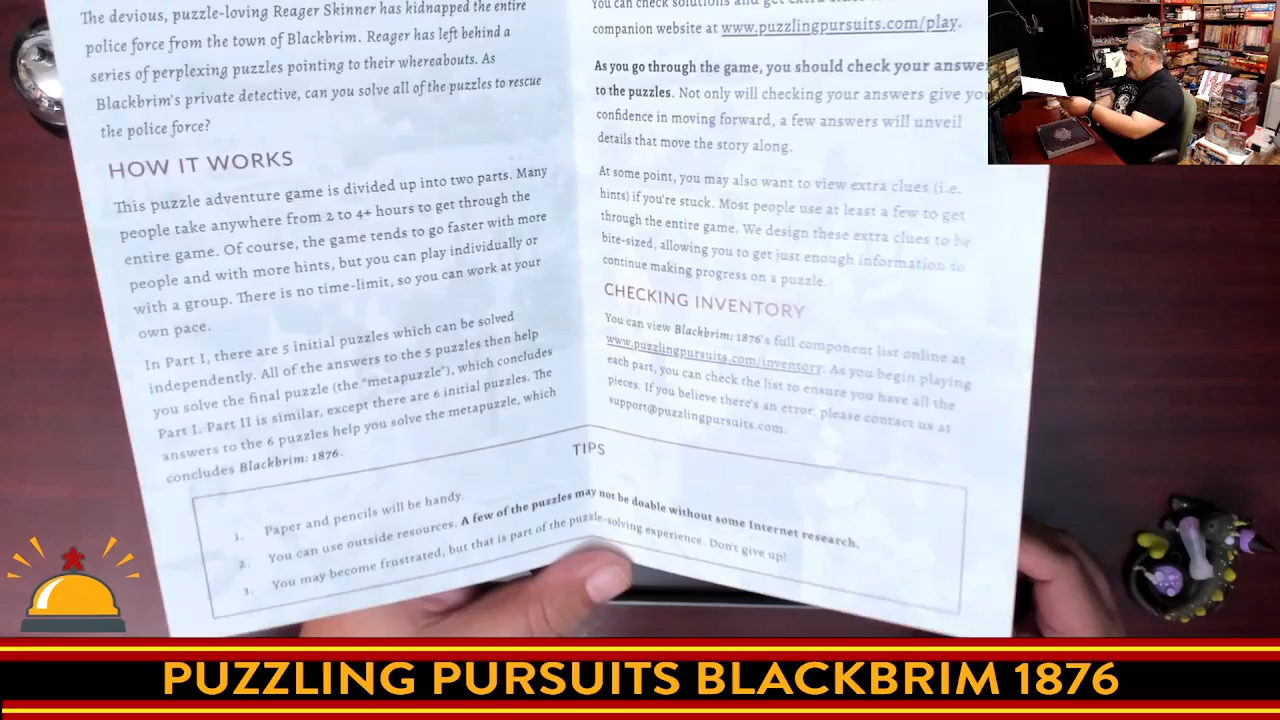 The devious, puzzle-loving Reager Skinner has kidnapped the entire
police force from the town of Blackbrim. Reager has left behind a
series of perplexing puzzles pointing to their whereabouts. As
Blackbrim's private detective, can you solve all of the puzzles to rescue
the police force?
HOW IT WORKS
This puzzle adventure game is divided up into two parts. Many
people take anywhere from 2 to 4+ hours to get through the
entire game. Of course, the game tends to go faster with more
people and with more hints, but you can play individually or
with a group. There is no time-limit, so you can work at your
own pace.
In Part I, there are 5 initial puzzles which can be solved
independently. All of the answers to the 5 puzzles then help
you solve the final puzzle (the "metapuzzle"), which concludes
Part I. Part II is similar, except there are 6 initial puzzles. The
answers to the 6 puzzles help you solve the metapuzzle, which
concludes Blackbrim: 1876.
You can check solutions and get extra clues
companion website at www.puzzlingpursuits.com/play.
As you go through the game, you should check your answe
to the puzzles. Not only will checking your answers give you
confidence in moving forward, a few answers will unveil
details that move the story along.
At some point, you may also want to view extra clues (i.e.
hints) if you're stuck. Most people use at least a few to get
through the entire game. We design these extra clues to be
bite-sized, allowing you to get just enough information to
continue making progress on a puzzle.
CHECKING INVENTORY
You can view Blackbrim: 1876's full component list online at
www.puzzlingpursuits.com/inventory. As you begin playing
each part, you can check the list to ensure you have all the
pieces. If you believe there's an error, please contact us at
support@puzzlingpursuits.com.
TIPS
1. Paper and pencils will be handy.
2. You can use outside resources. A few of the puzzles may not be doable without some Internet research.
3. You may become frustrated, but that is part of the puzzle-solving experience. Don't give up!
PUZZLING PURSUITS BLACKBRIM 1876